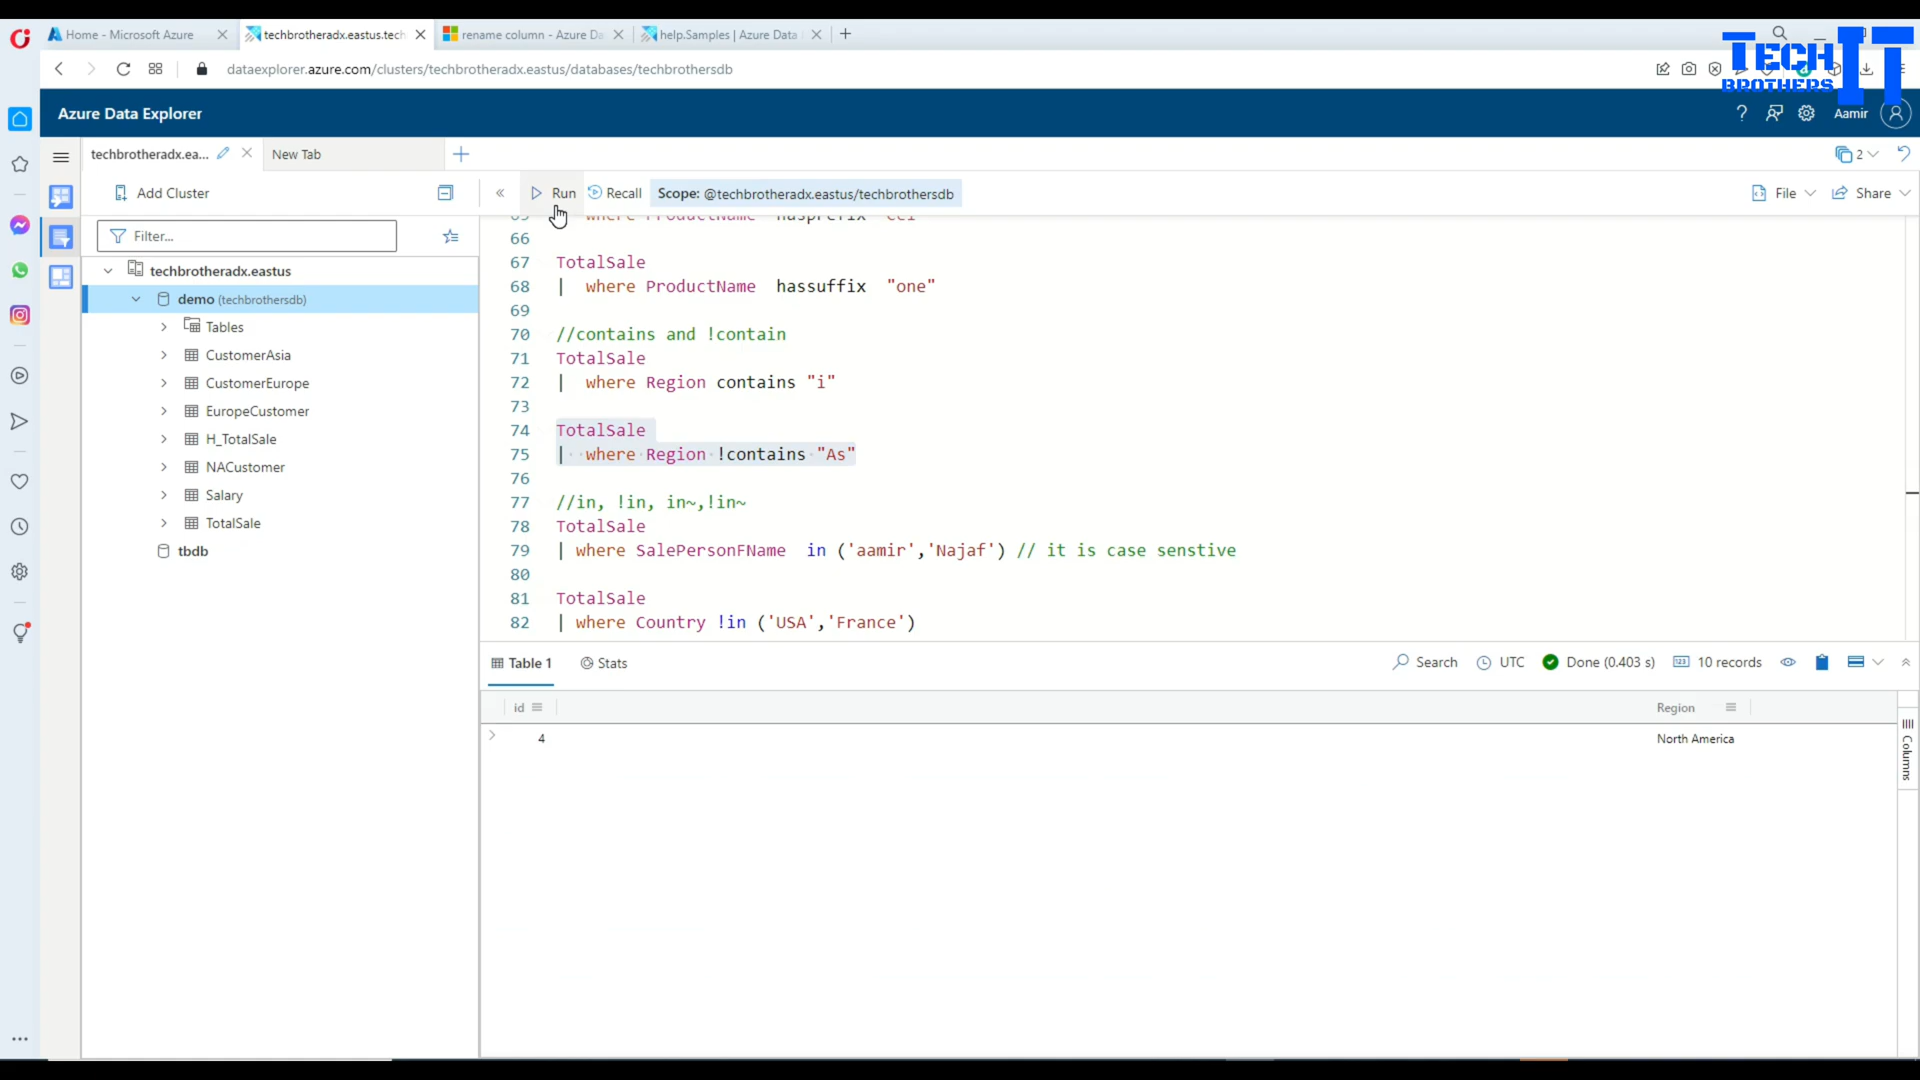 Home - Microsoft Azure
techbrotheradx.eastus.tech
rename column - Azure Da
help.Samples | Azure Data
TECH
BROTHERS
IT
dataexplorer.azure.com/clusters/techbrotheradx.eastus/databases/techbrothersdb
Azure Data Explorer
Aamir
techbrotheradx.ea...
New Tab
2
Add Cluster
Run
Recall
Scope: @techbrotheradx.eastus/techbrothersdb
File
Share
Filter...
techbrotheradx.eastus
demo (techbrothersdb)
Tables
CustomerAsia
CustomerEurope
EuropeCustomer
H_TotalSale
NACustomer
Salary
TotalSale
tbdb
65 where ProductName hasprefix "cel"
66
67 TotalSale
68 | where ProductName hassuffix "one"
69
70 //contains and !contain
71 TotalSale
72 | where Region contains "i"
73
74 TotalSale
75 | where Region !contains "As"
76
77 //in, !in, in~,!in~
78 TotalSale
79 | where SalePersonFName in ('aamir','Najaf') // it is case senstive
80
81 TotalSale
82 | where Country !in ('USA','France')
Table 1
Stats
Search
UTC
Done (0.403 s)
10 records
id
Region
4
North America
Columns